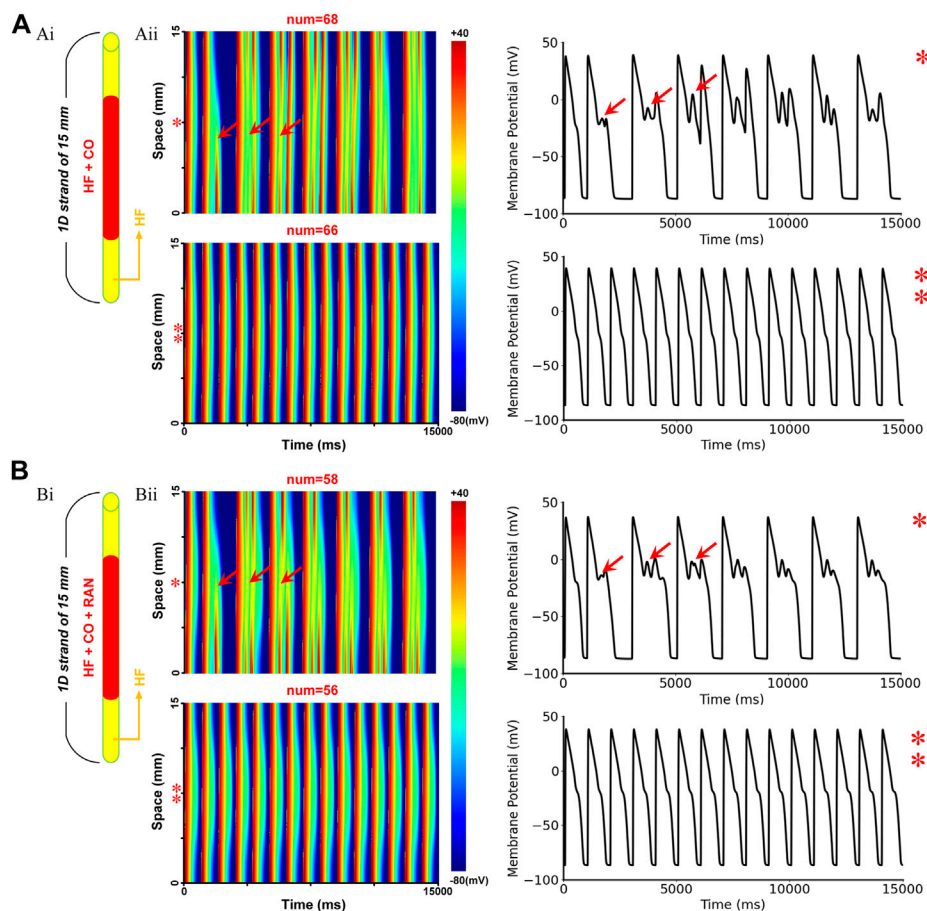 A
Ai
1D strand of 15 mm
HF + CO
HF
Aii
num=68
Space (mm)
15
*
0
num=66
Space (mm)
15
**
0
0
15000
Time (ms)
+40
-80(mV)
Membrane Potential (mV)
50
0
−50
−100
0
5000
10000
15000
Time (ms)
*
Membrane Potential (mV)
50
0
−50
−100
0
5000
10000
15000
Time (ms)
*
*
B
Bi
1D strand of 15 mm
HF + CO + RAN
HF
Bii
num=58
Space (mm)
15
*
0
num=56
Space (mm)
15
**
0
0
15000
Time (ms)
+40
-80(mV)
Membrane Potential (mV)
50
0
−50
−100
0
5000
10000
15000
Time (ms)
*
Membrane Potential (mV)
50
0
−50
−100
0
5000
10000
15000
Time (ms)
*
*